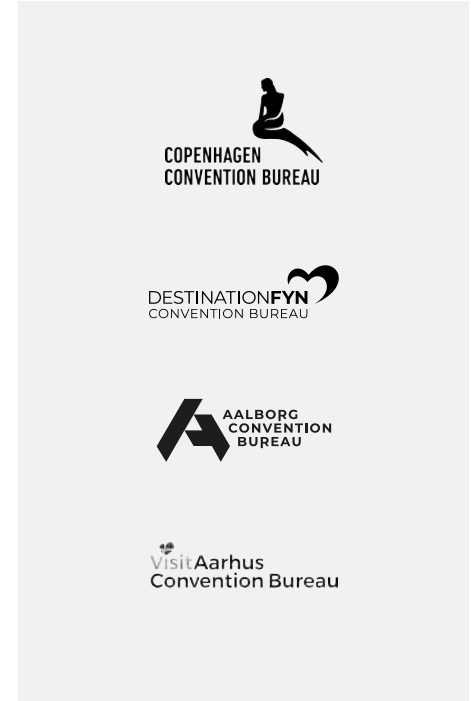 COPENHAGEN
CONVENTION BUREAU
DESTINATIONFYN
CONVENTION BUREAU
AALBORG
CONVENTION
BUREAU
VisitAarhus
Convention Bureau